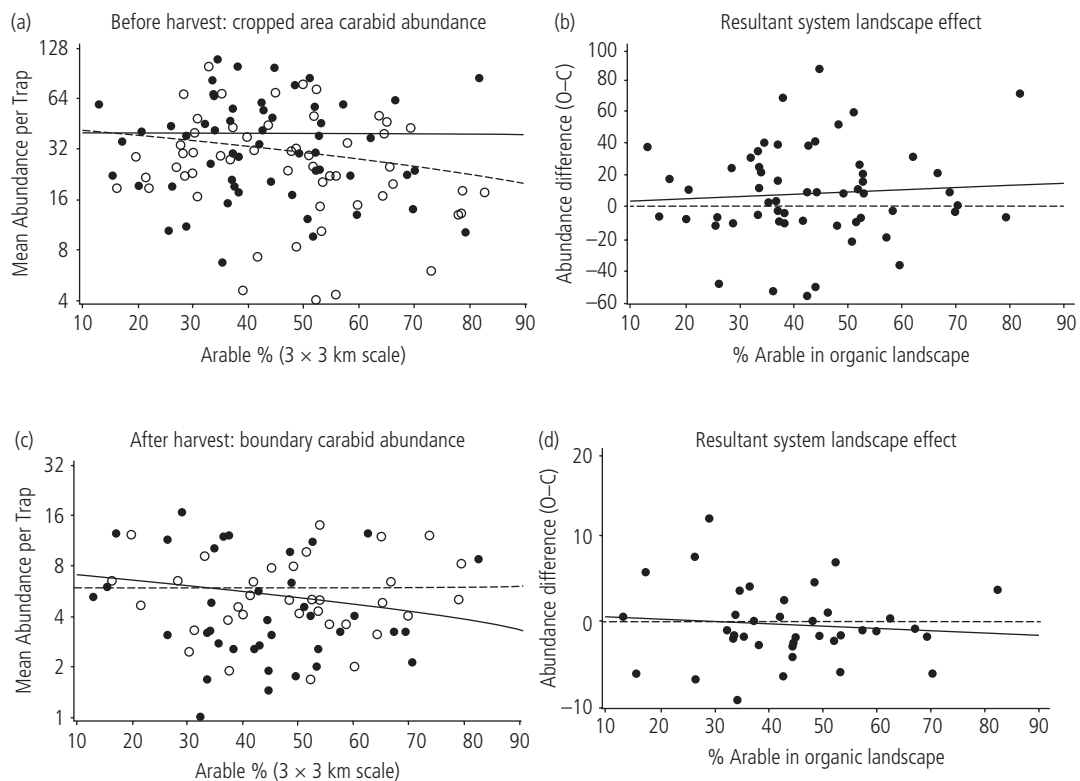 (a) Before harvest: cropped area carabid abundance
Mean Abundance per Trap
128
64
32
16
8
4
10 20 30 40 50 60 70 80 90
Arable % (3 × 3 km scale)
(b) Resultant system landscape effect
Abundance difference (O–C)
100
80
60
40
20
0
−20
−40
−60
10 20 30 40 50 60 70 80 90
% Arable in organic landscape
(c) After harvest: boundary carabid abundance
Mean Abundance per Trap
32
16
8
4
2
1
10 20 30 40 50 60 70 80 90
Arable % (3 × 3 km scale)
(d) Resultant system landscape effect
Abundance difference (O–C)
20
10
0
−10
10 20 30 40 50 60 70 80 90
% Arable in organic landscape